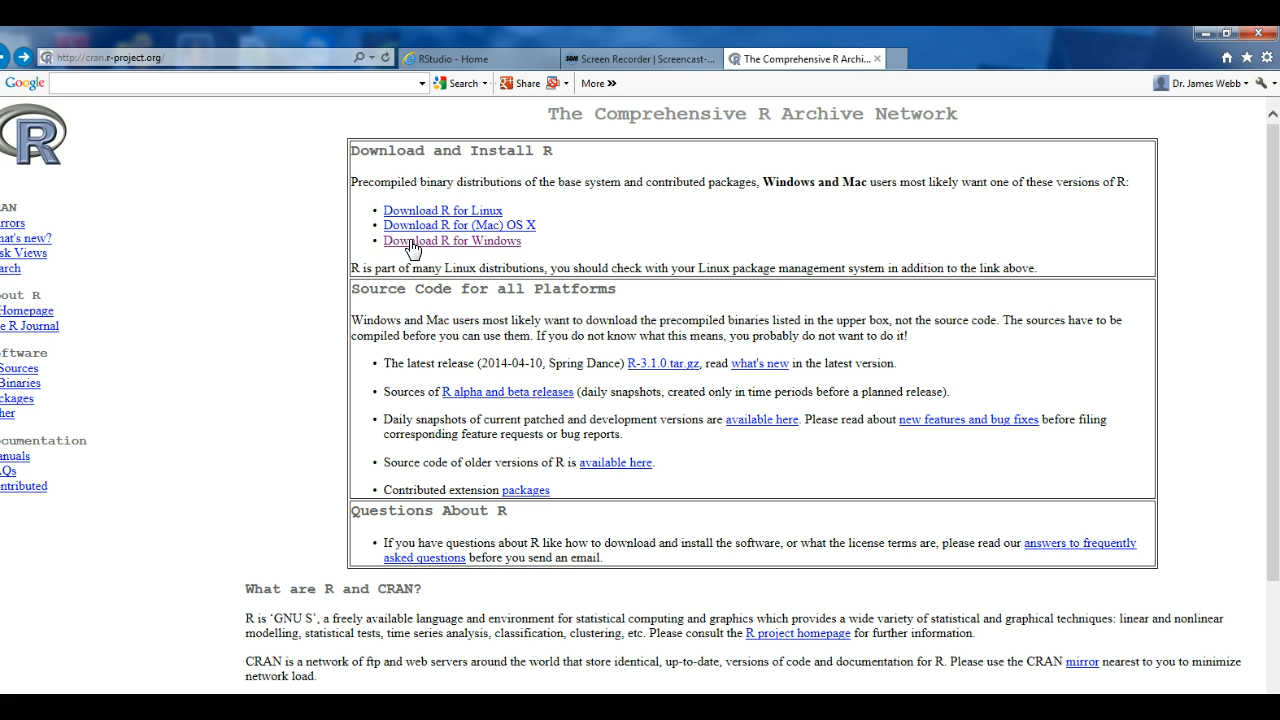 http://cran.r-project.org/
RStudio - Home
Screen Recorder | Screencast-...
The Comprehensive R Archi...
Google
Search
Share
More »
Dr. James Webb
R
The Comprehensive R Archive Network
AN
rrors
hat's new?
sk Views
arch
bout R
Homepage
e R Journal
ftware
Sources
Binaries
ckages
her
cumentation
anuals
AQs
ntributed
Download and Install R
Precompiled binary distributions of the base system and contributed packages, Windows and Mac users most likely want one of these versions of R:
• Download R for Linux
• Download R for (Mac) OS X
• Download R for Windows
R is part of many Linux distributions, you should check with your Linux package management system in addition to the link above.
Source Code for all Platforms
Windows and Mac users most likely want to download the precompiled binaries listed in the upper box, not the source code. The sources have to be
compiled before you can use them. If you do not know what this means, you probably do not want to do it!
• The latest release (2014-04-10, Spring Dance) R-3.1.0.tar.gz, read what's new in the latest version.
• Sources of R alpha and beta releases (daily snapshots, created only in time periods before a planned release).
• Daily snapshots of current patched and development versions are available here. Please read about new features and bug fixes before filing
corresponding feature requests or bug reports.
• Source code of older versions of R is available here.
• Contributed extension packages
Questions About R
• If you have questions about R like how to download and install the software, or what the license terms are, please read our answers to frequently
asked questions before you send an email.
What are R and CRAN?
R is ‘GNU S’, a freely available language and environment for statistical computing and graphics which provides a wide variety of statistical and graphical techniques: linear and nonlinear
modelling, statistical tests, time series analysis, classification, clustering, etc. Please consult the R project homepage for further information.
CRAN is a network of ftp and web servers around the world that store identical, up-to-date, versions of code and documentation for R. Please use the CRAN mirror nearest to you to minimize
network load.